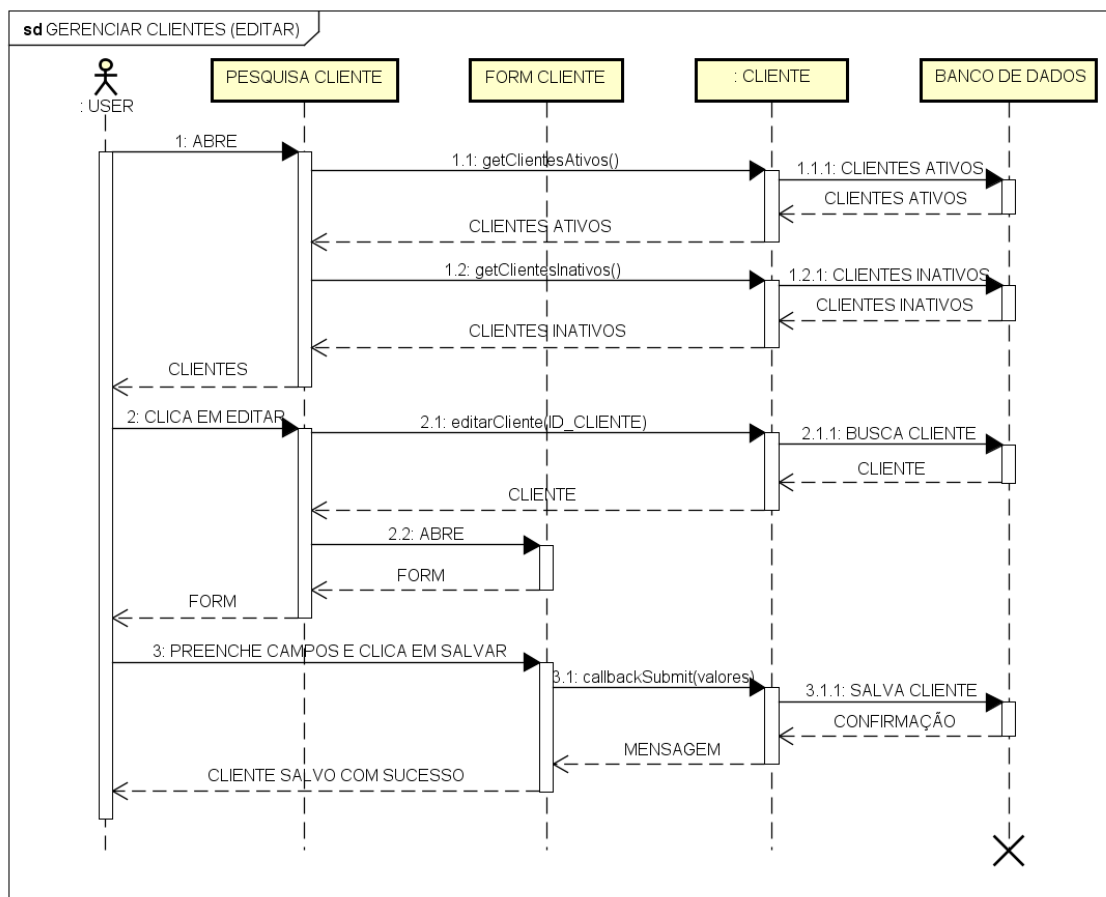 sd GERENCIAR CLIENTES (EDITAR)
: USER
PESQUISA CLIENTE
FORM CLIENTE
: CLIENTE
BANCO DE DADOS
1: ABRE
1.1: getClientesAtivos()
1.1.1: CLIENTES ATIVOS
CLIENTES ATIVOS
CLIENTES ATIVOS
1.2: getClientesInativos()
1.2.1: CLIENTES INATIVOS
CLIENTES INATIVOS
CLIENTES INATIVOS
CLIENTES
2: CLICA EM EDITAR
2.1: editarCliente(ID_CLIENTE)
2.1.1: BUSCA CLIENTE
CLIENTE
CLIENTE
2.2: ABRE
FORM
FORM
3: PREENCHE CAMPOS E CLICA EM SALVAR
3.1: callbackSubmit(valores)
3.1.1: SALVA CLIENTE
CONFIRMAÇÃO
MENSAGEM
CLIENTE SALVO COM SUCESSO